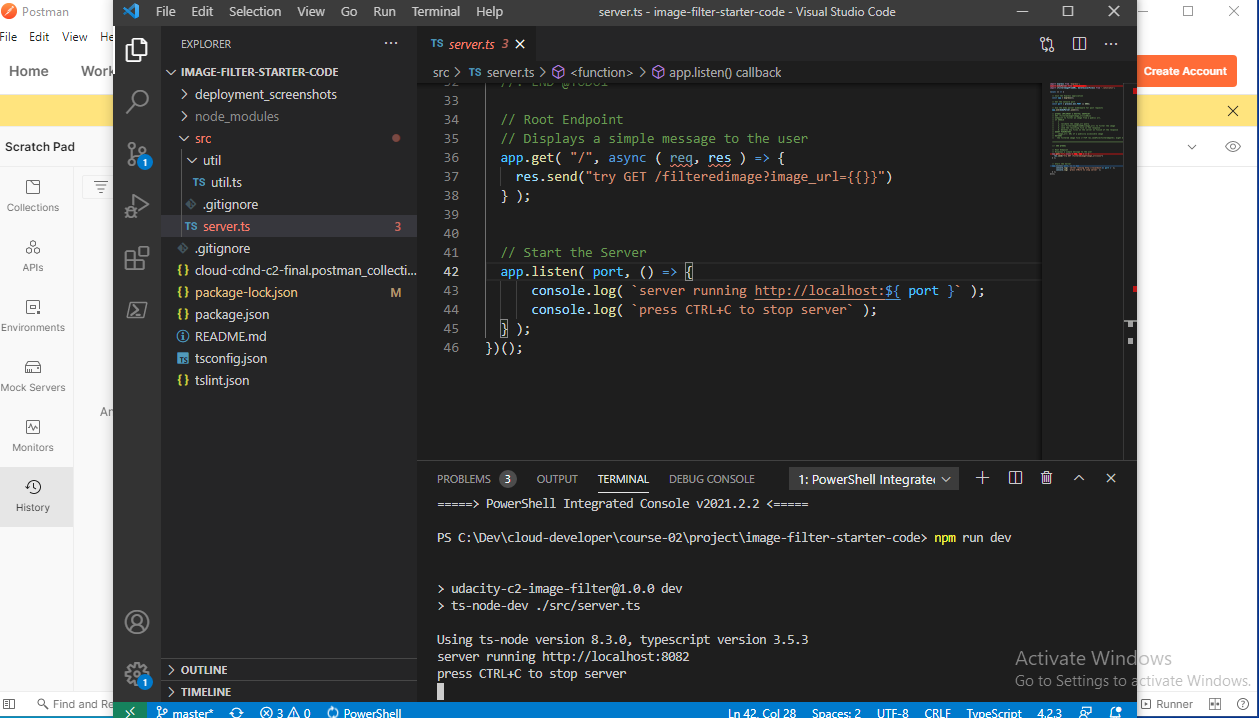 Postman
File Edit View He
Home Work
Scratch Pad
Collections
APIs
Environments
Mock Servers
An
Monitors
History
Find and Re
File Edit Selection View Go Run Terminal Help
server.ts - image-filter-starter-code - Visual Studio Code
EXPLORER
IMAGE-FILTER-STARTER-CODE
deployment_screenshots
node_modules
src
util
TS util.ts
.gitignore
TS server.ts 3
.gitignore
{} cloud-cdnd-c2-final.postman_collecti...
{} package-lock.json M
{} package.json
README.md
TS tsconfig.json
{} tslint.json
OUTLINE
TIMELINE
1
1
TS server.ts 3
src > TS server.ts > <function> > app.listen() callback
33
34 // Root Endpoint
35 // Displays a simple message to the user
36 app.get( "/", async ( req, res ) => {
37 res.send("try GET /filteredimage?image_url={{}}")
38 } );
39
40
41 // Start the Server
42 app.listen( port, () => {
43 console.log( `server running http://localhost:${ port }` );
44 console.log( `press CTRL+C to stop server` );
45 } );
46 })();
PROBLEMS 3 OUTPUT TERMINAL DEBUG CONSOLE 1: PowerShell Integrate
=====> PowerShell Integrated Console v2021.2.2 <=====
PS C:\Dev\cloud-developer\course-02\project\image-filter-starter-code> npm run dev
> udacity-c2-image-filter@1.0.0 dev
> ts-node-dev ./src/server.ts
Using ts-node version 8.3.0, typescript version 3.5.3
server running http://localhost:8082
press CTRL+C to stop server
master* 3 0 PowerShell
Ln 42, Col 28 Spaces: 2 UTF-8 CRLF TypeScript 4.2.3
Create Account
Activate Windows
Go to Settings to activate Windows.
Runner